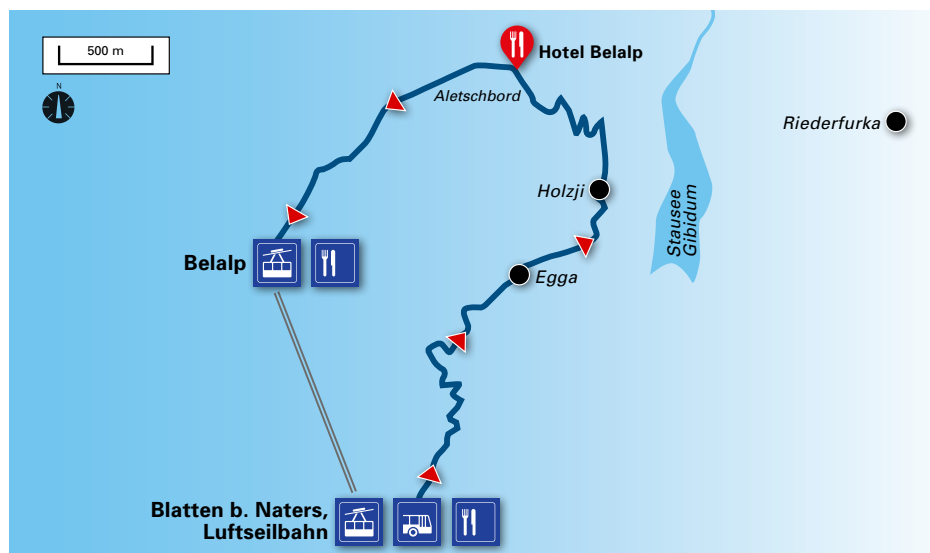 500 m
N
Hotel Belalp
Aletschbord
Riederfurka
Holzji
Stausee
Gibidum
Belalp
Egga
Blatten b. Naters,
Luftseilbahn